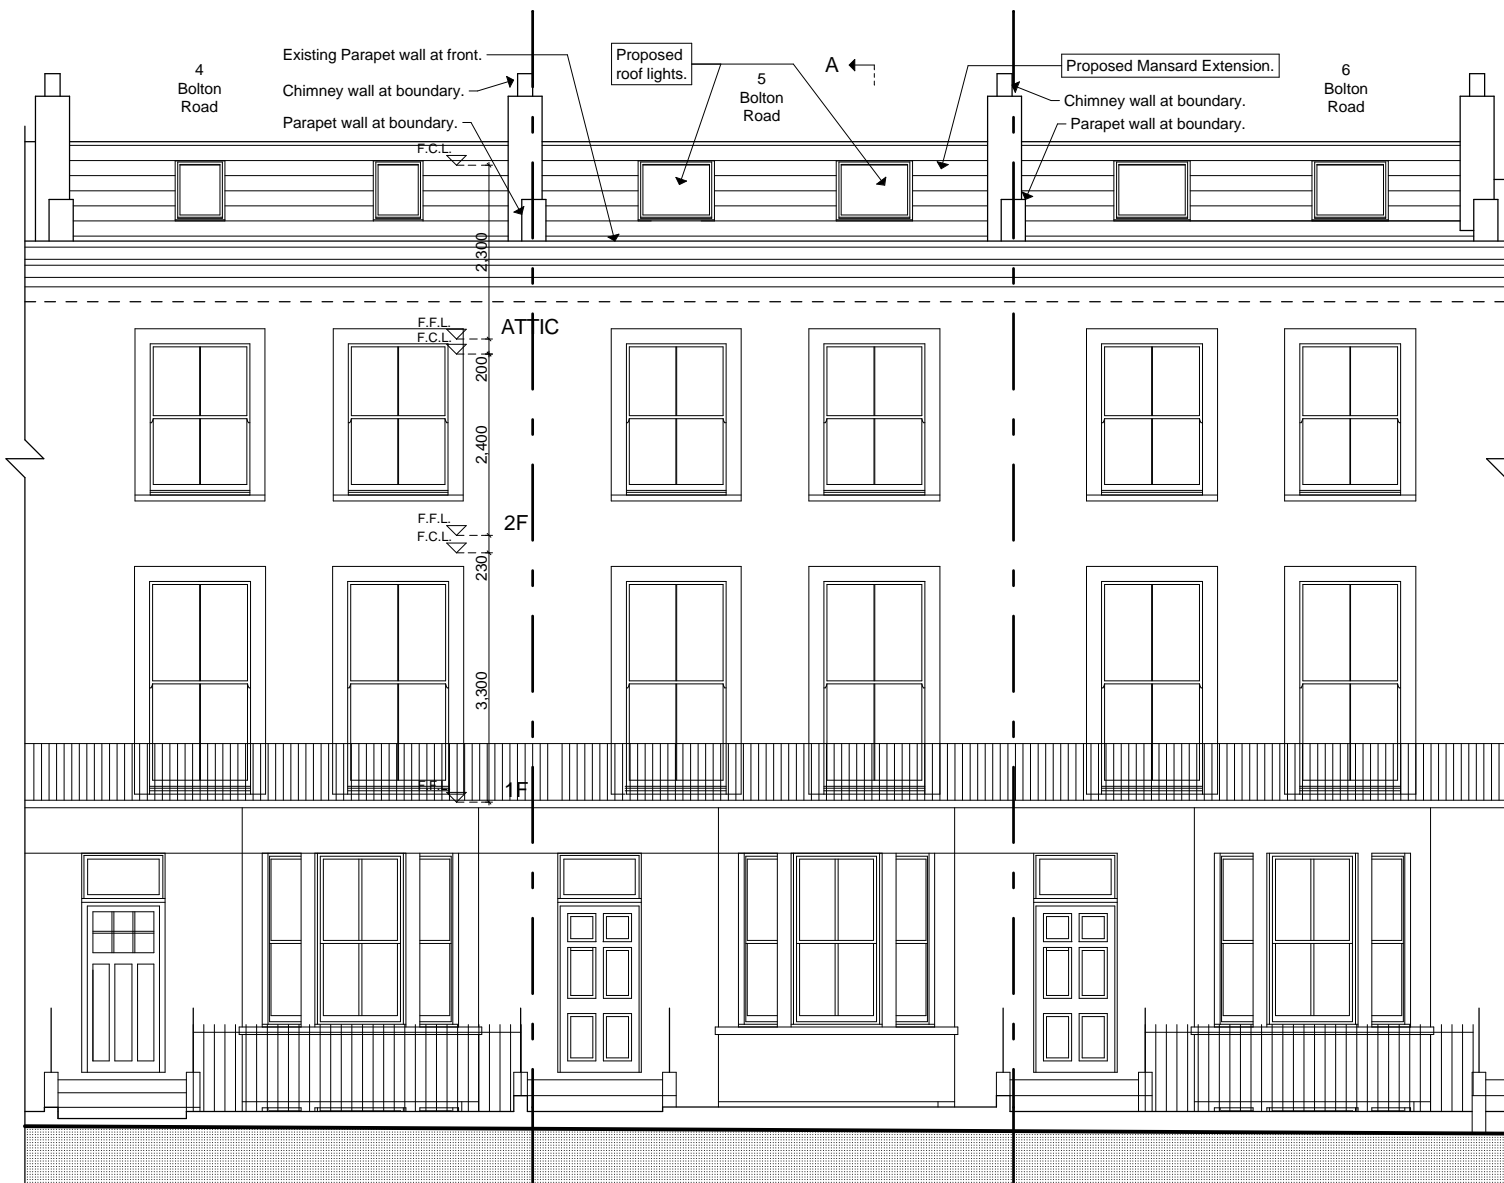 4
Bolton
Road
Existing Parapet wall at front.
Chimney wall at boundary.
Parapet wall at boundary.
Proposed
roof lights.
5
Bolton
Road
A
Proposed Mansard Extension.
Chimney wall at boundary.
Parapet wall at boundary.
6
Bolton
Road
F.C.L.
2,300
F.F.L.
ATTIC
F.C.L.
200
2,400
F.F.L.
2F
F.C.L.
230
3,300
F.F.L.
1F